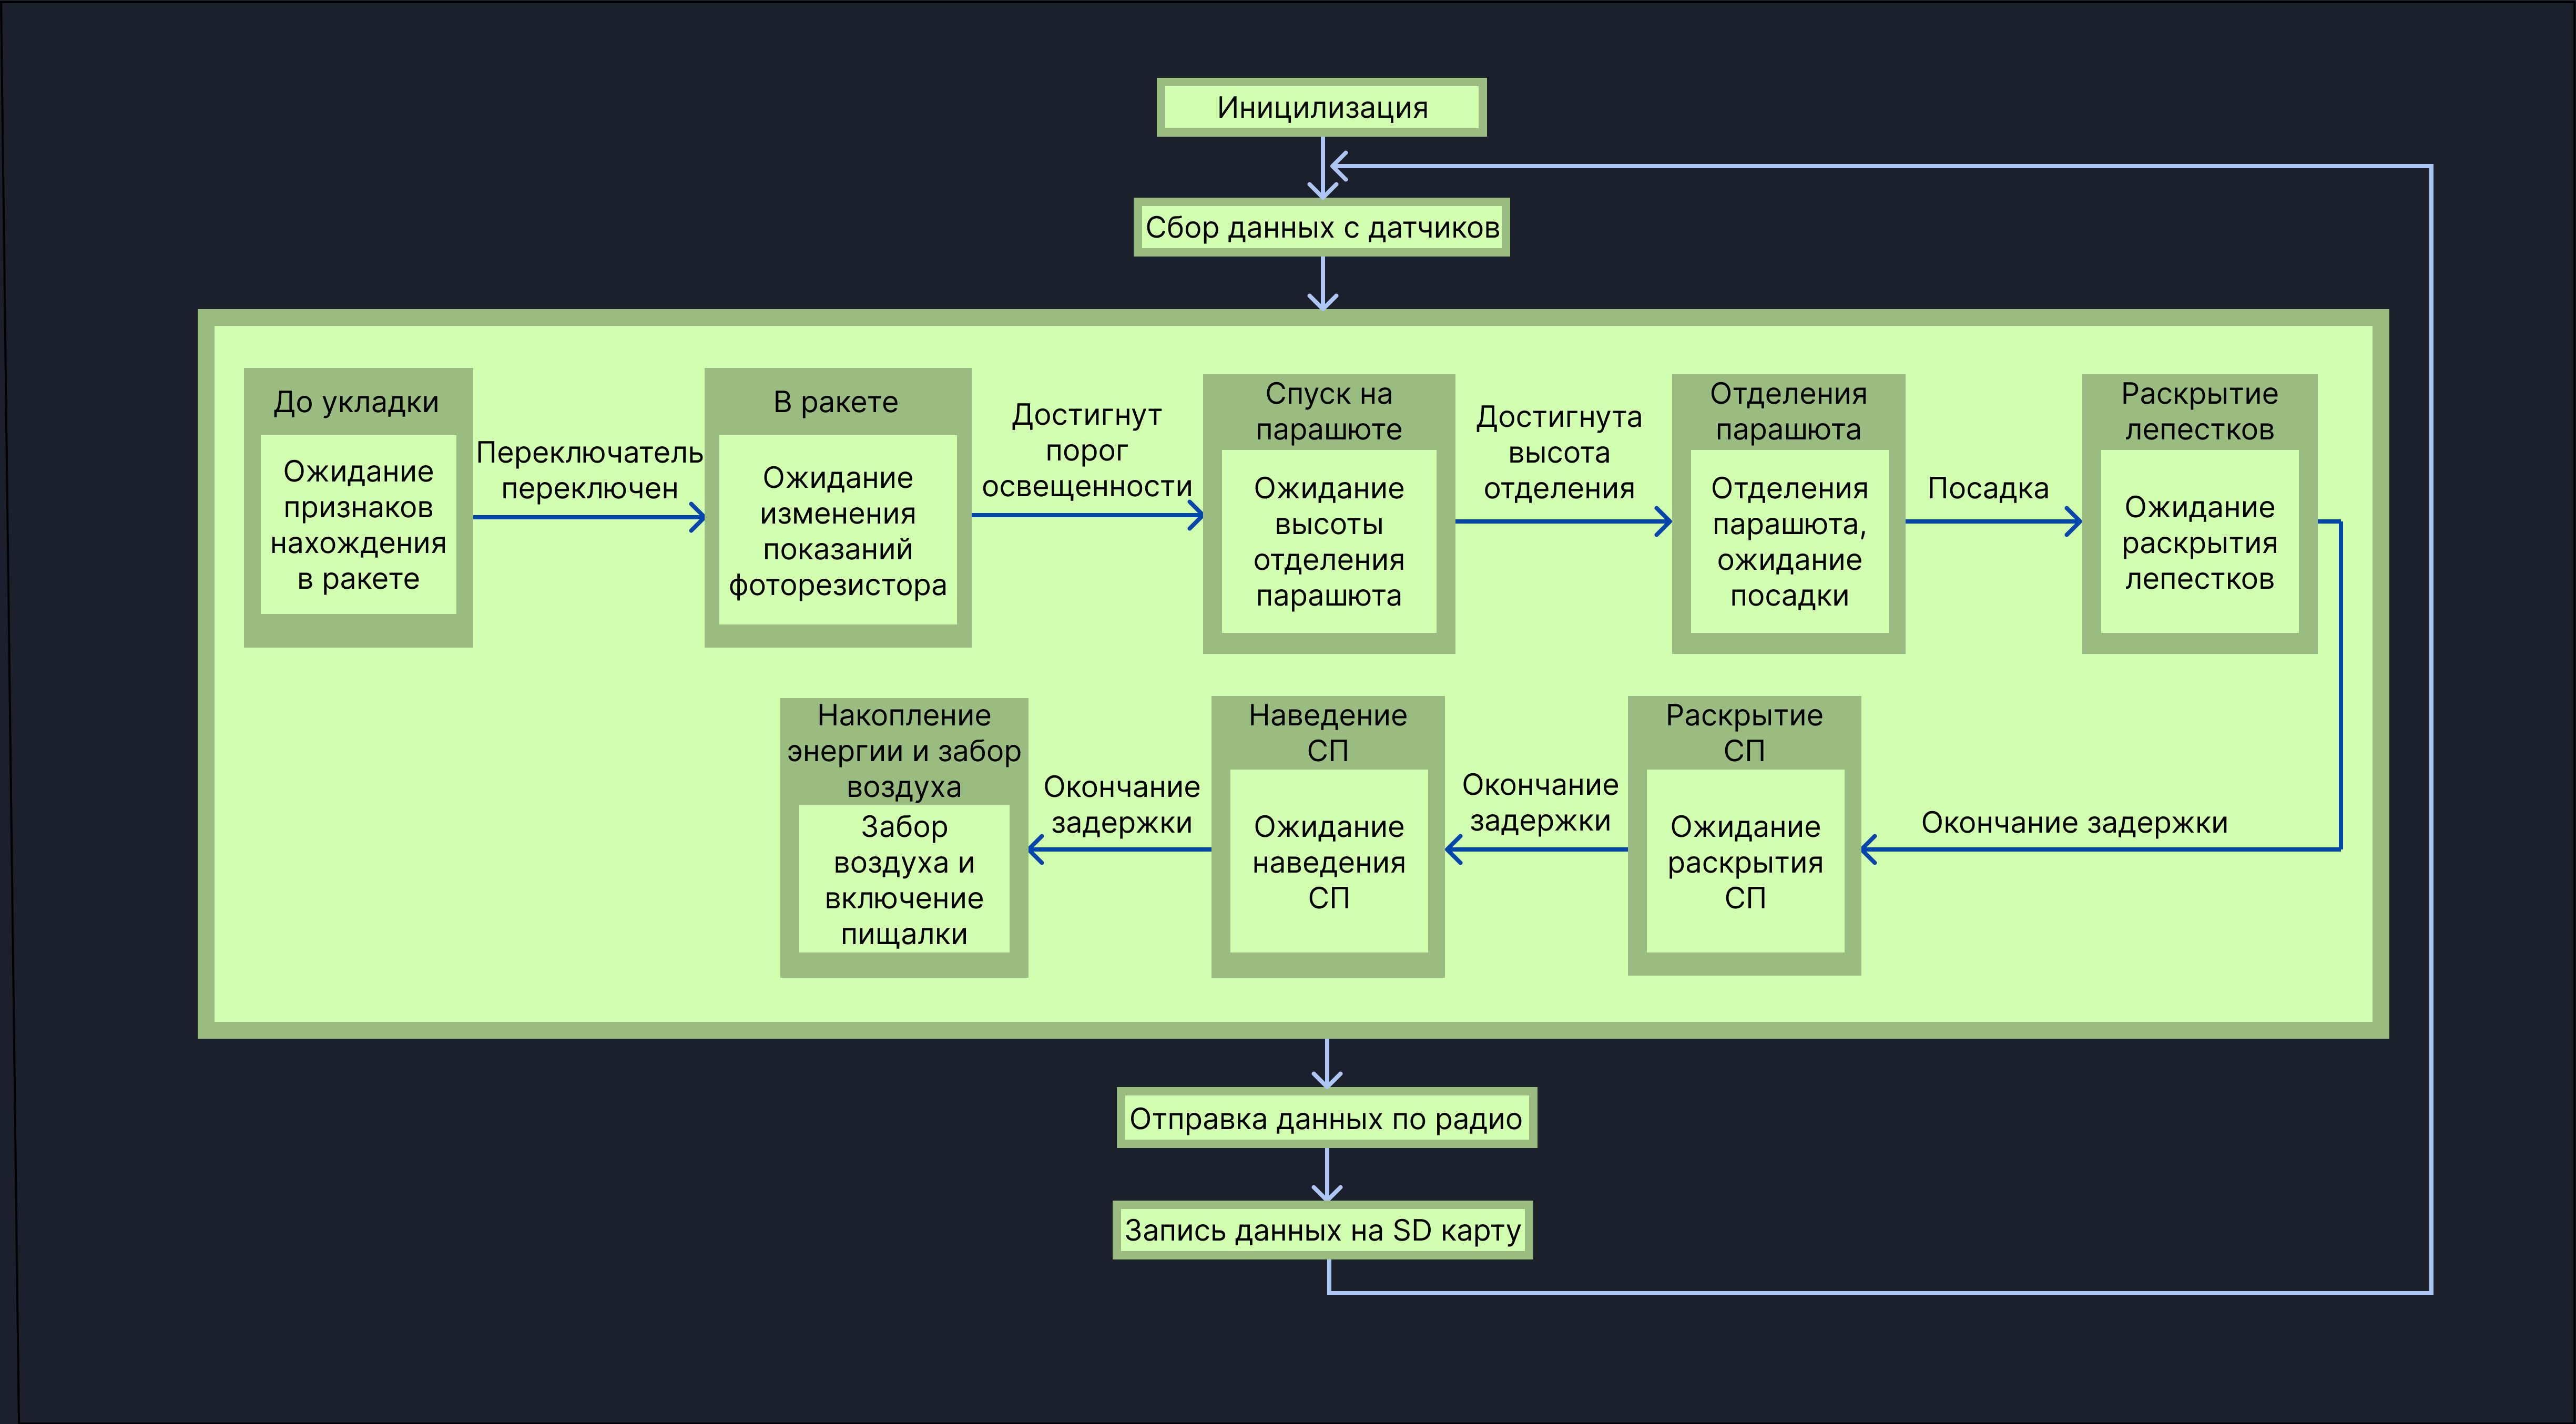 Иницилизация
Сбор данных с датчиков
До укладки
Ожидание
признаков
нахождения
в ракете
Переключатель
переключен
В ракете
Ожидание
изменения
показаний
фоторезистора
Достигнут
порог
освещенности
Спуск на
парашюте
Ожидание
высоты
отделения
парашюта
Достигнута
высота
отделения
Отделения
парашюта
Отделения
парашюта,
ожидание
посадки
Посадка
Раскрытие
лепестков
Ожидание
раскрытия
лепестков
Окончание задержки
Раскрытие
СП
Ожидание
раскрытия
СП
Окончание
задержки
Наведение
СП
Ожидание
наведения
СП
Окончание
задержки
Накопление
энергии и забор
воздуха
Забор
воздуха и
включение
пищалки
Отправка данных по радио
Запись данных на SD карту